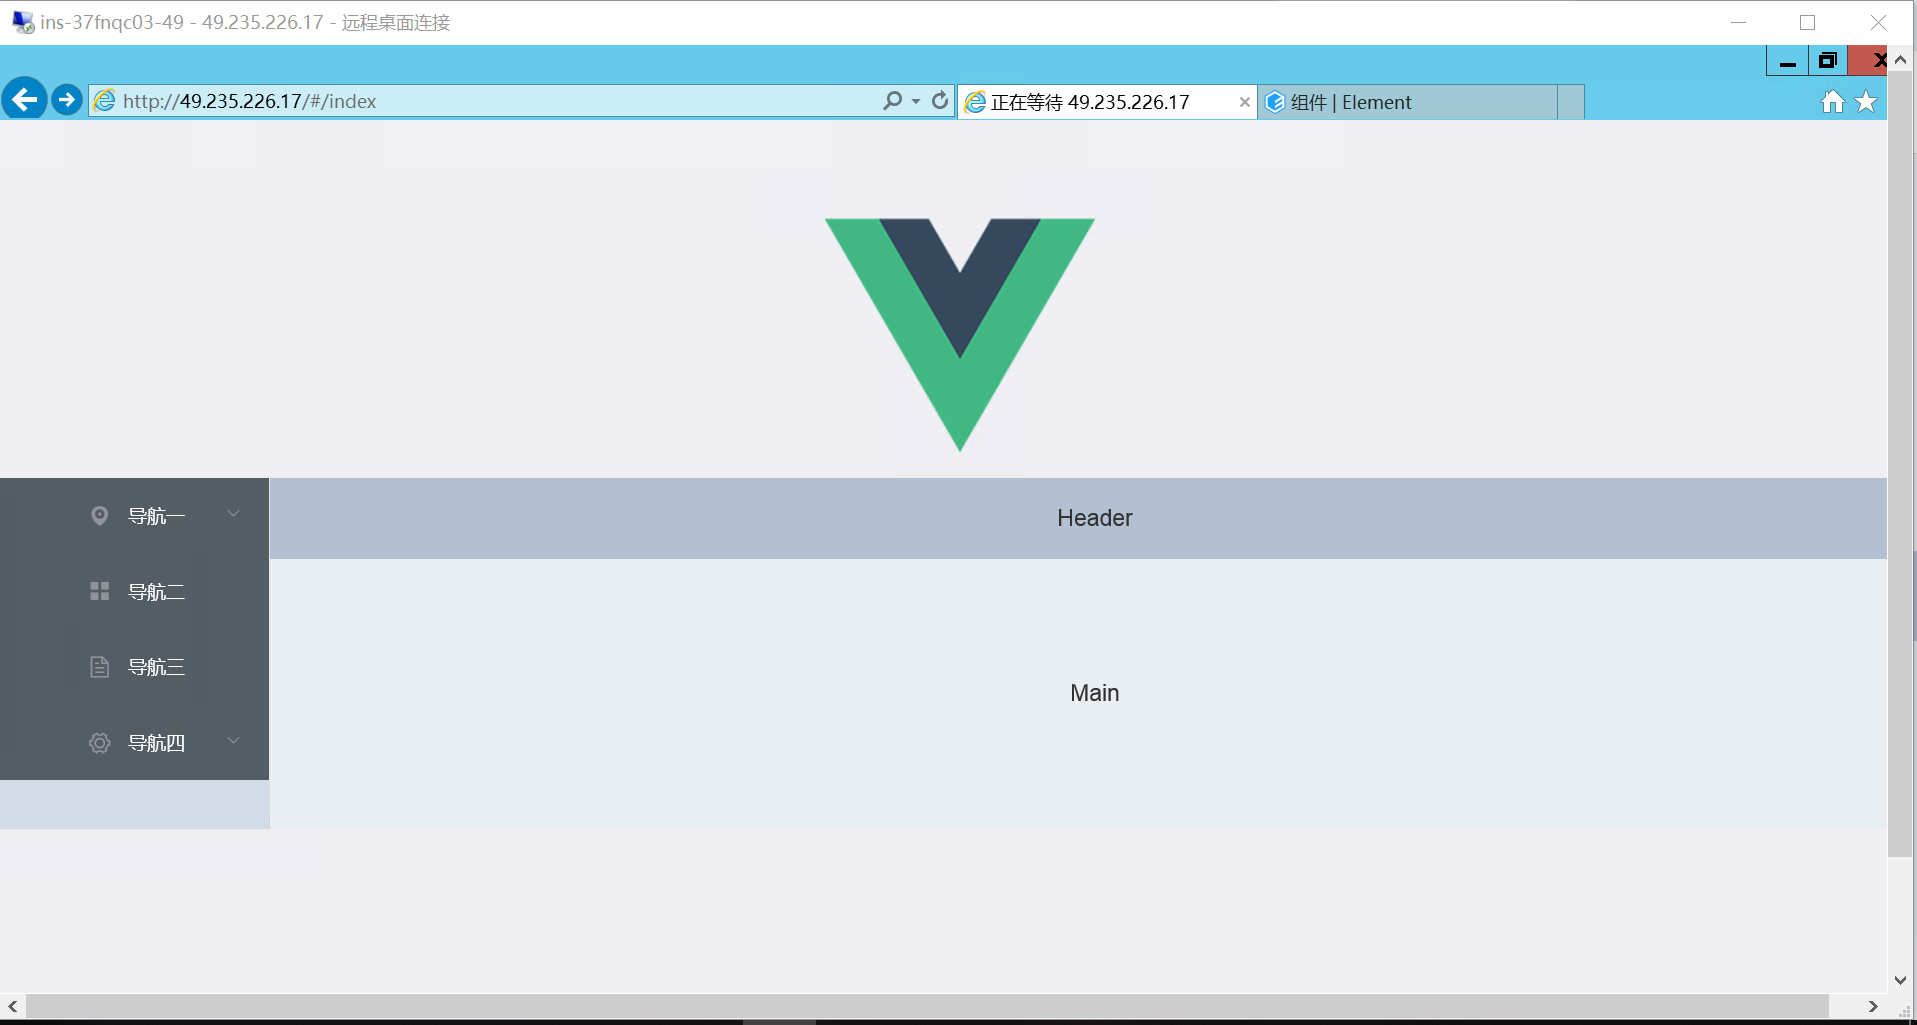 ins-37fnqc03-49 - 49.235.226.17 - 远程桌面连接
http://49.235.226.17/#/index
正在等待 49.235.226.17
组件 | Element
导航一
Header
导航二
导航三
Main
导航四